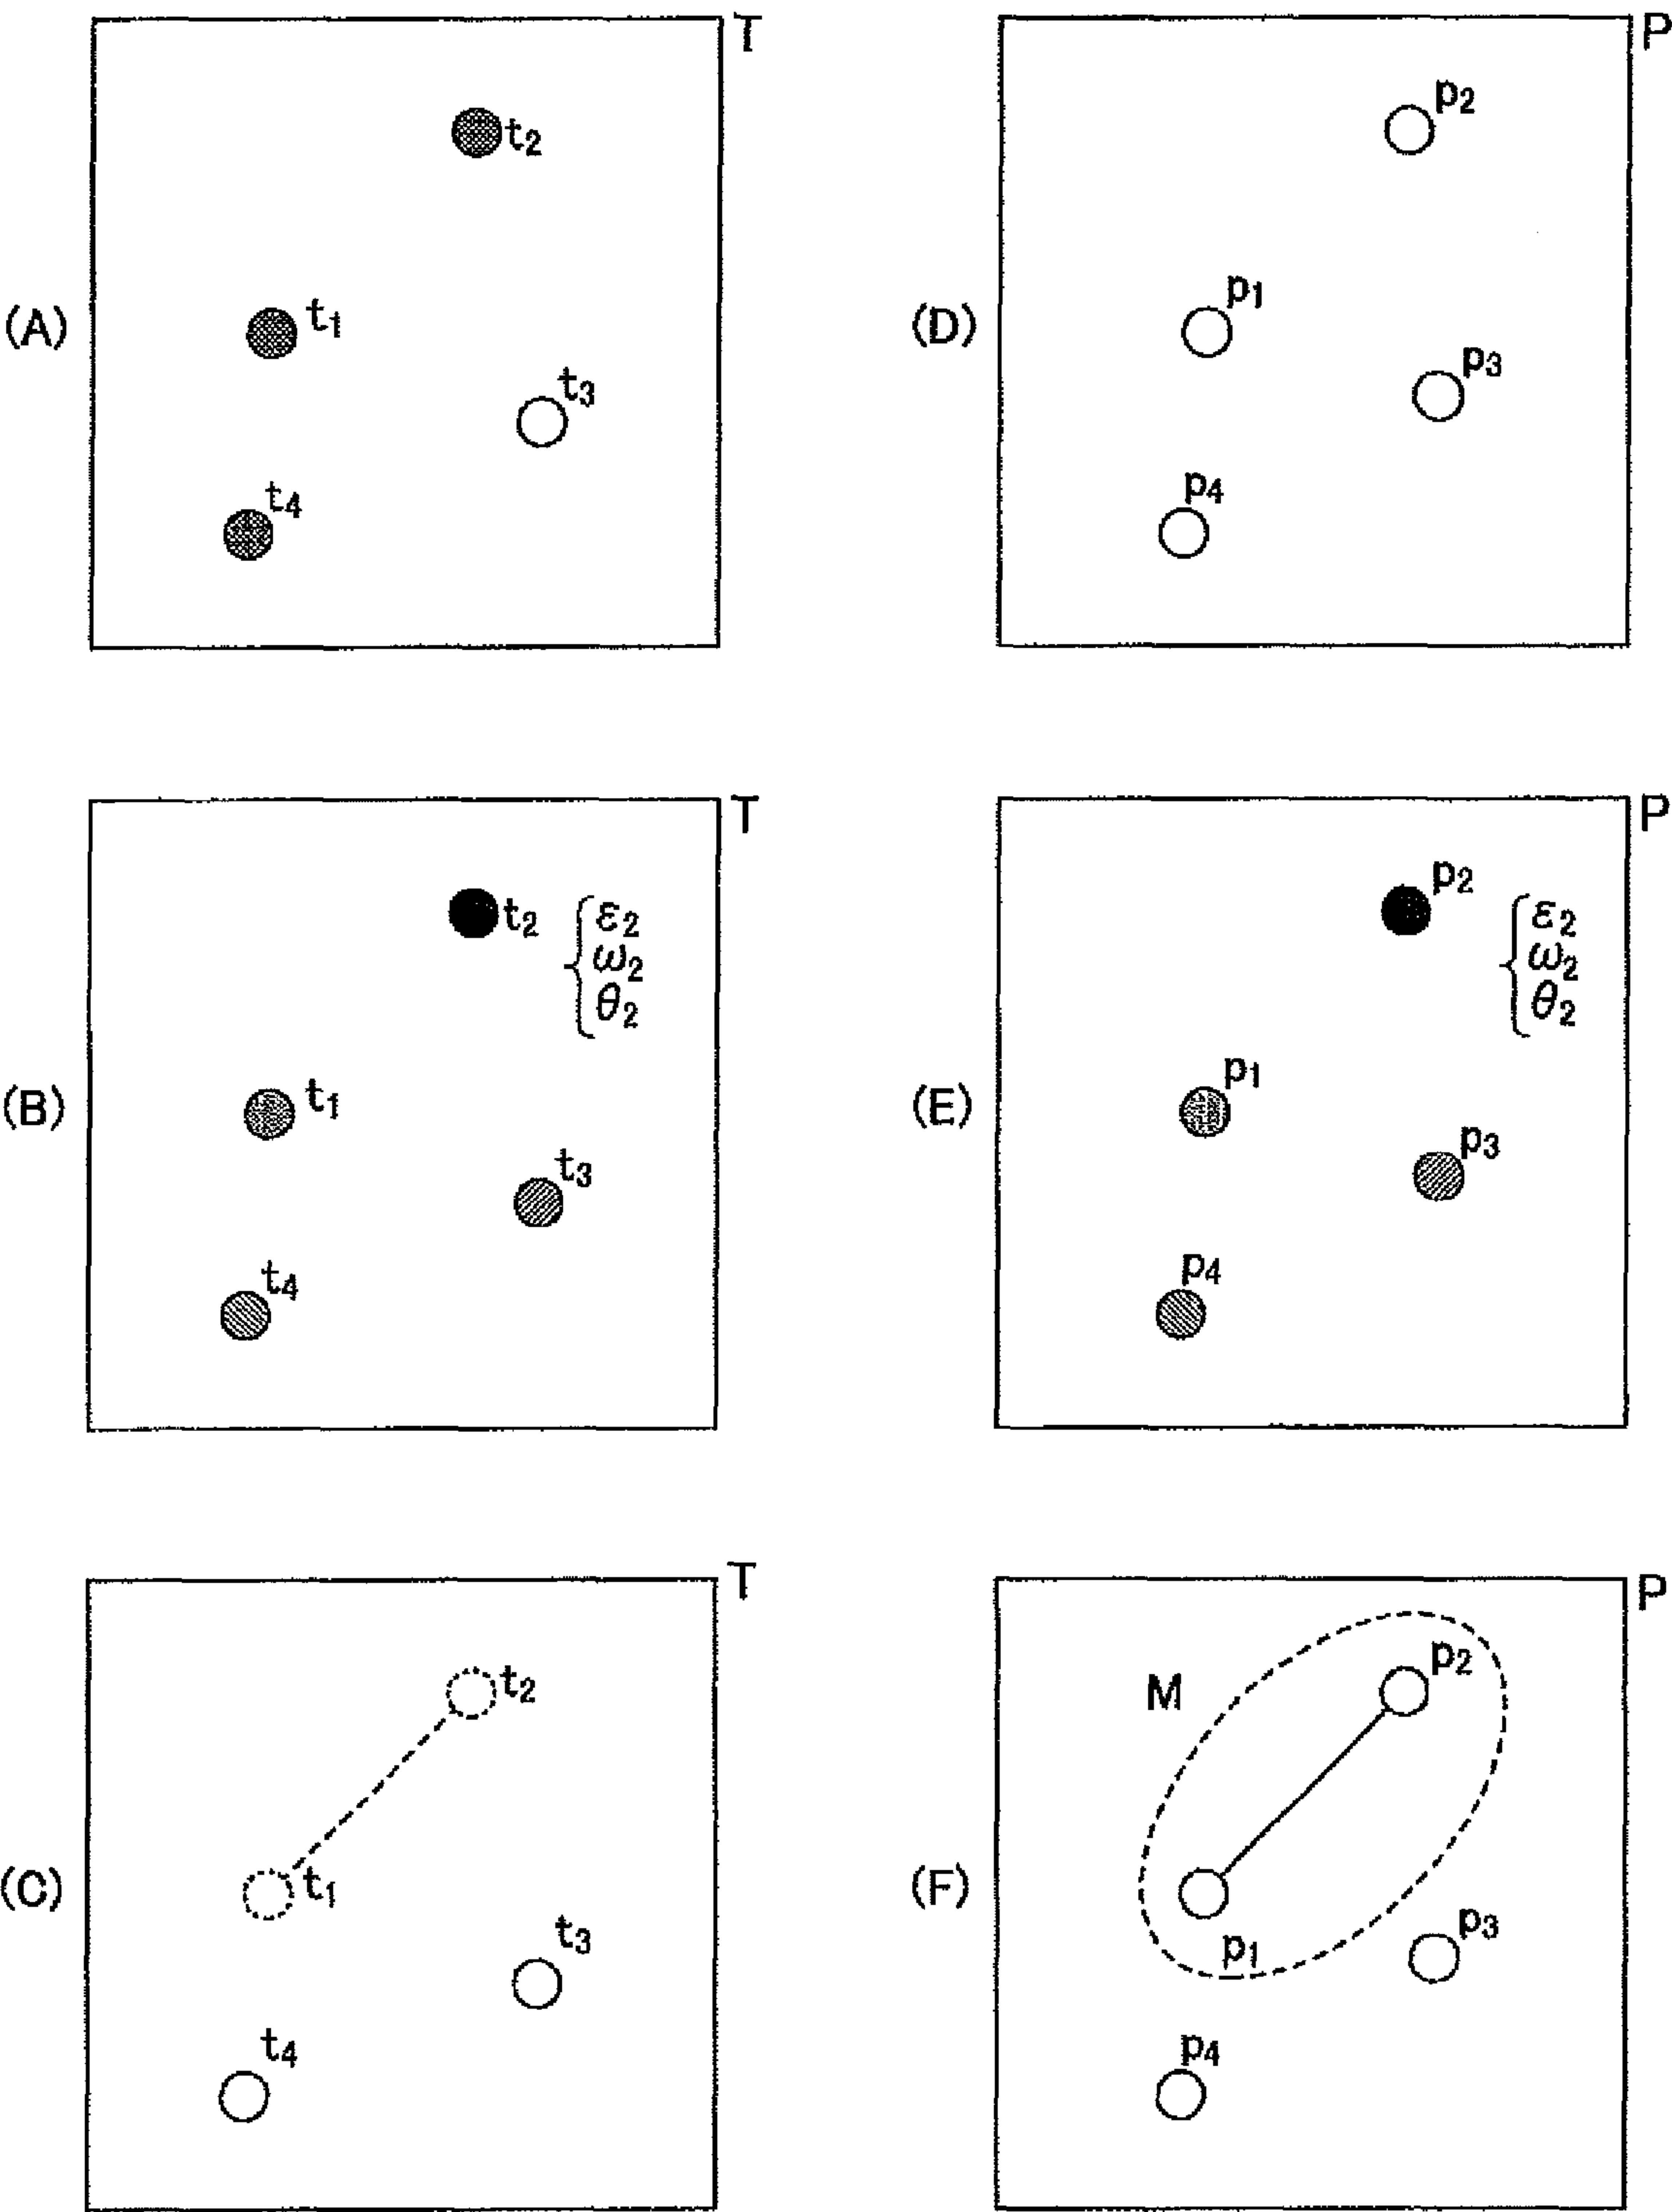 (A)
T
t₂
t₁
t₃
t₄
(D)
P
p₂
p₁
p₃
p₄
(B)
T
t₂
ε₂
ω₂
θ₂
t₁
t₃
t₄
(E)
P
p₂
ε₂
ω₂
θ₂
p₁
p₃
p₄
(C)
T
t₂
t₁
t₃
t₄
(F)
P
M
p₂
p₁
p₃
p₄